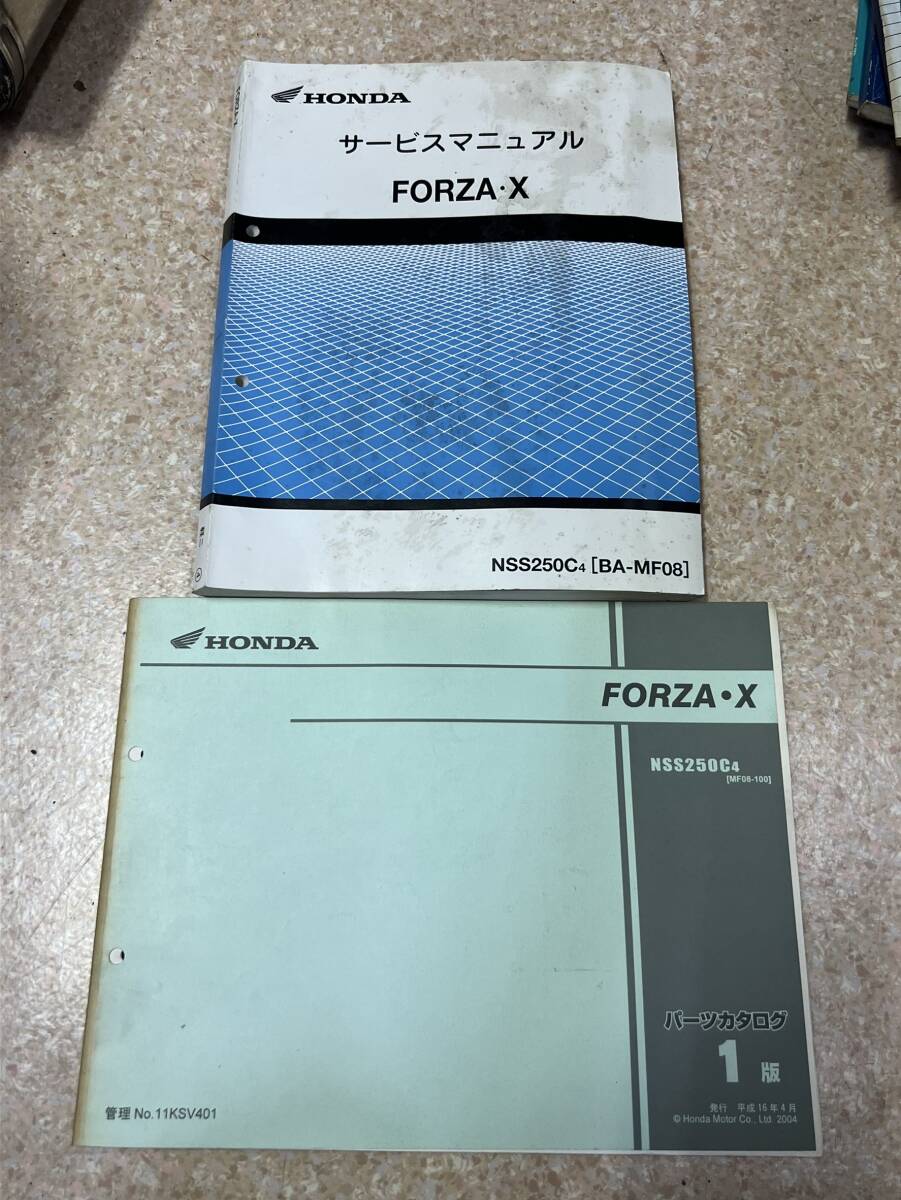 HONDA
サービスマニュアル
FORZA・X
NSS250C4 [BA-MF08]
HONDA
FORZA・X
NSS250C4
[MF08-100]
パーツカタログ
1版
管理 No.11KSV401
発行 平成16年4月
© Honda Motor Co., Ltd. 2004